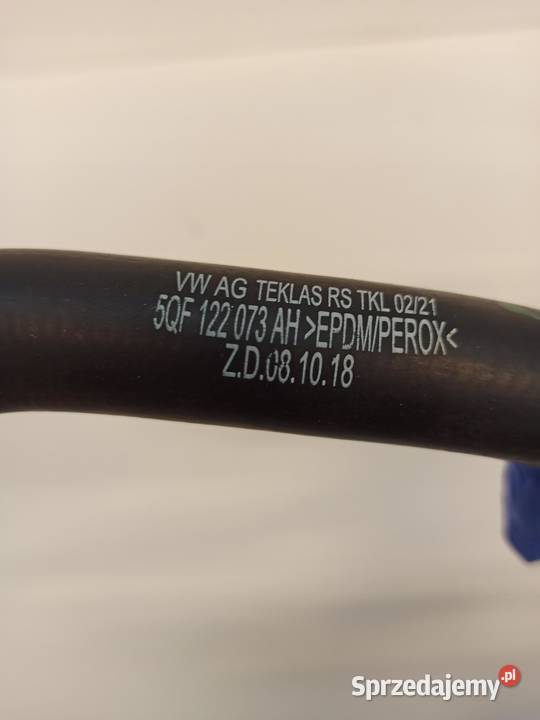 VW AG TEKLAS RS TKL 02/21
5QF 122 073 AH >EPDM/PEROX<
Z.D.08.10.18
Sprzedajemy.pl